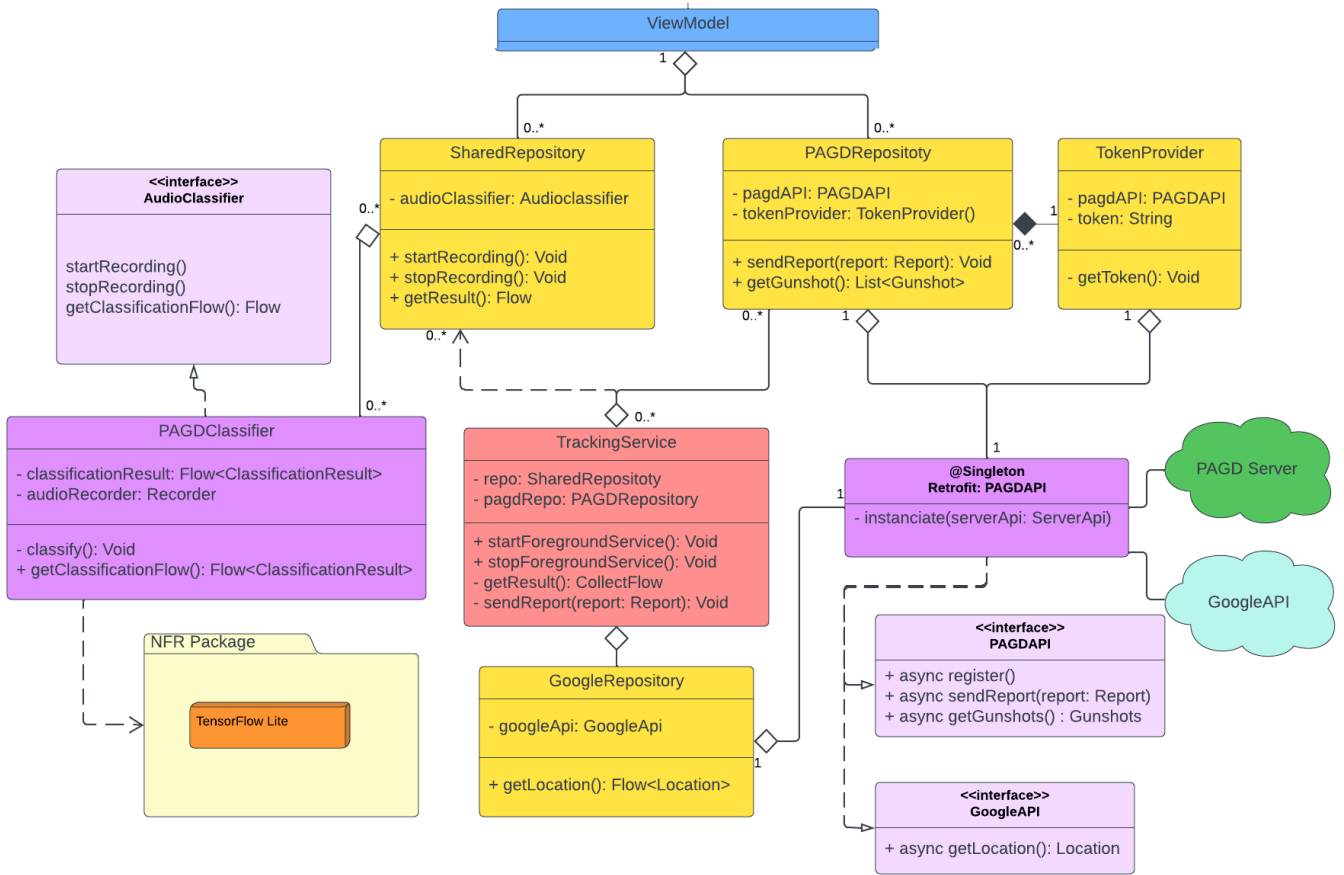 ViewModel
1
0..*
0..*
SharedRepository
- audioClassifier: Audioclassifier
+ startRecording(): Void
+ stopRecording(): Void
+ getResult(): Flow
PAGDRepositoty
- pagdAPI: PAGDAPI
- tokenProvider: TokenProvider()
+ sendReport(report: Report): Void
+ getGunshot(): List<Gunshot>
TokenProvider
- pagdAPI: PAGDAPI
- token: String
- getToken(): Void
1
0..*
<<interface>>
AudioClassifier
startRecording()
stopRecording()
getClassificationFlow(): Flow
0..*
0..*
0..*
0..*
1
1
0..*
PAGDClassifier
- classificationResult: Flow<ClassificationResult>
- audioRecorder: Recorder
- classify(): Void
+ getClassificationFlow(): Flow<ClassificationResult>
TrackingService
- repo: SharedRepositoty
- pagdRepo: PAGDRepository
+ startForegroundService(): Void
+ stopForegroundService(): Void
- getResult(): CollectFlow
- sendReport(report: Report): Void
1
1
@Singleton
Retrofit: PAGDAPI
- instanciate(serverApi: ServerApi)
PAGD Server
GoogleAPI
NFR Package
TensorFlow Lite
GoogleRepository
- googleApi: GoogleApi
+ getLocation(): Flow<Location>
1
<<interface>>
PAGDAPI
+ async register()
+ async sendReport(report: Report)
+ async getGunshots() : Gunshots
<<interface>>
GoogleAPI
+ async getLocation(): Location